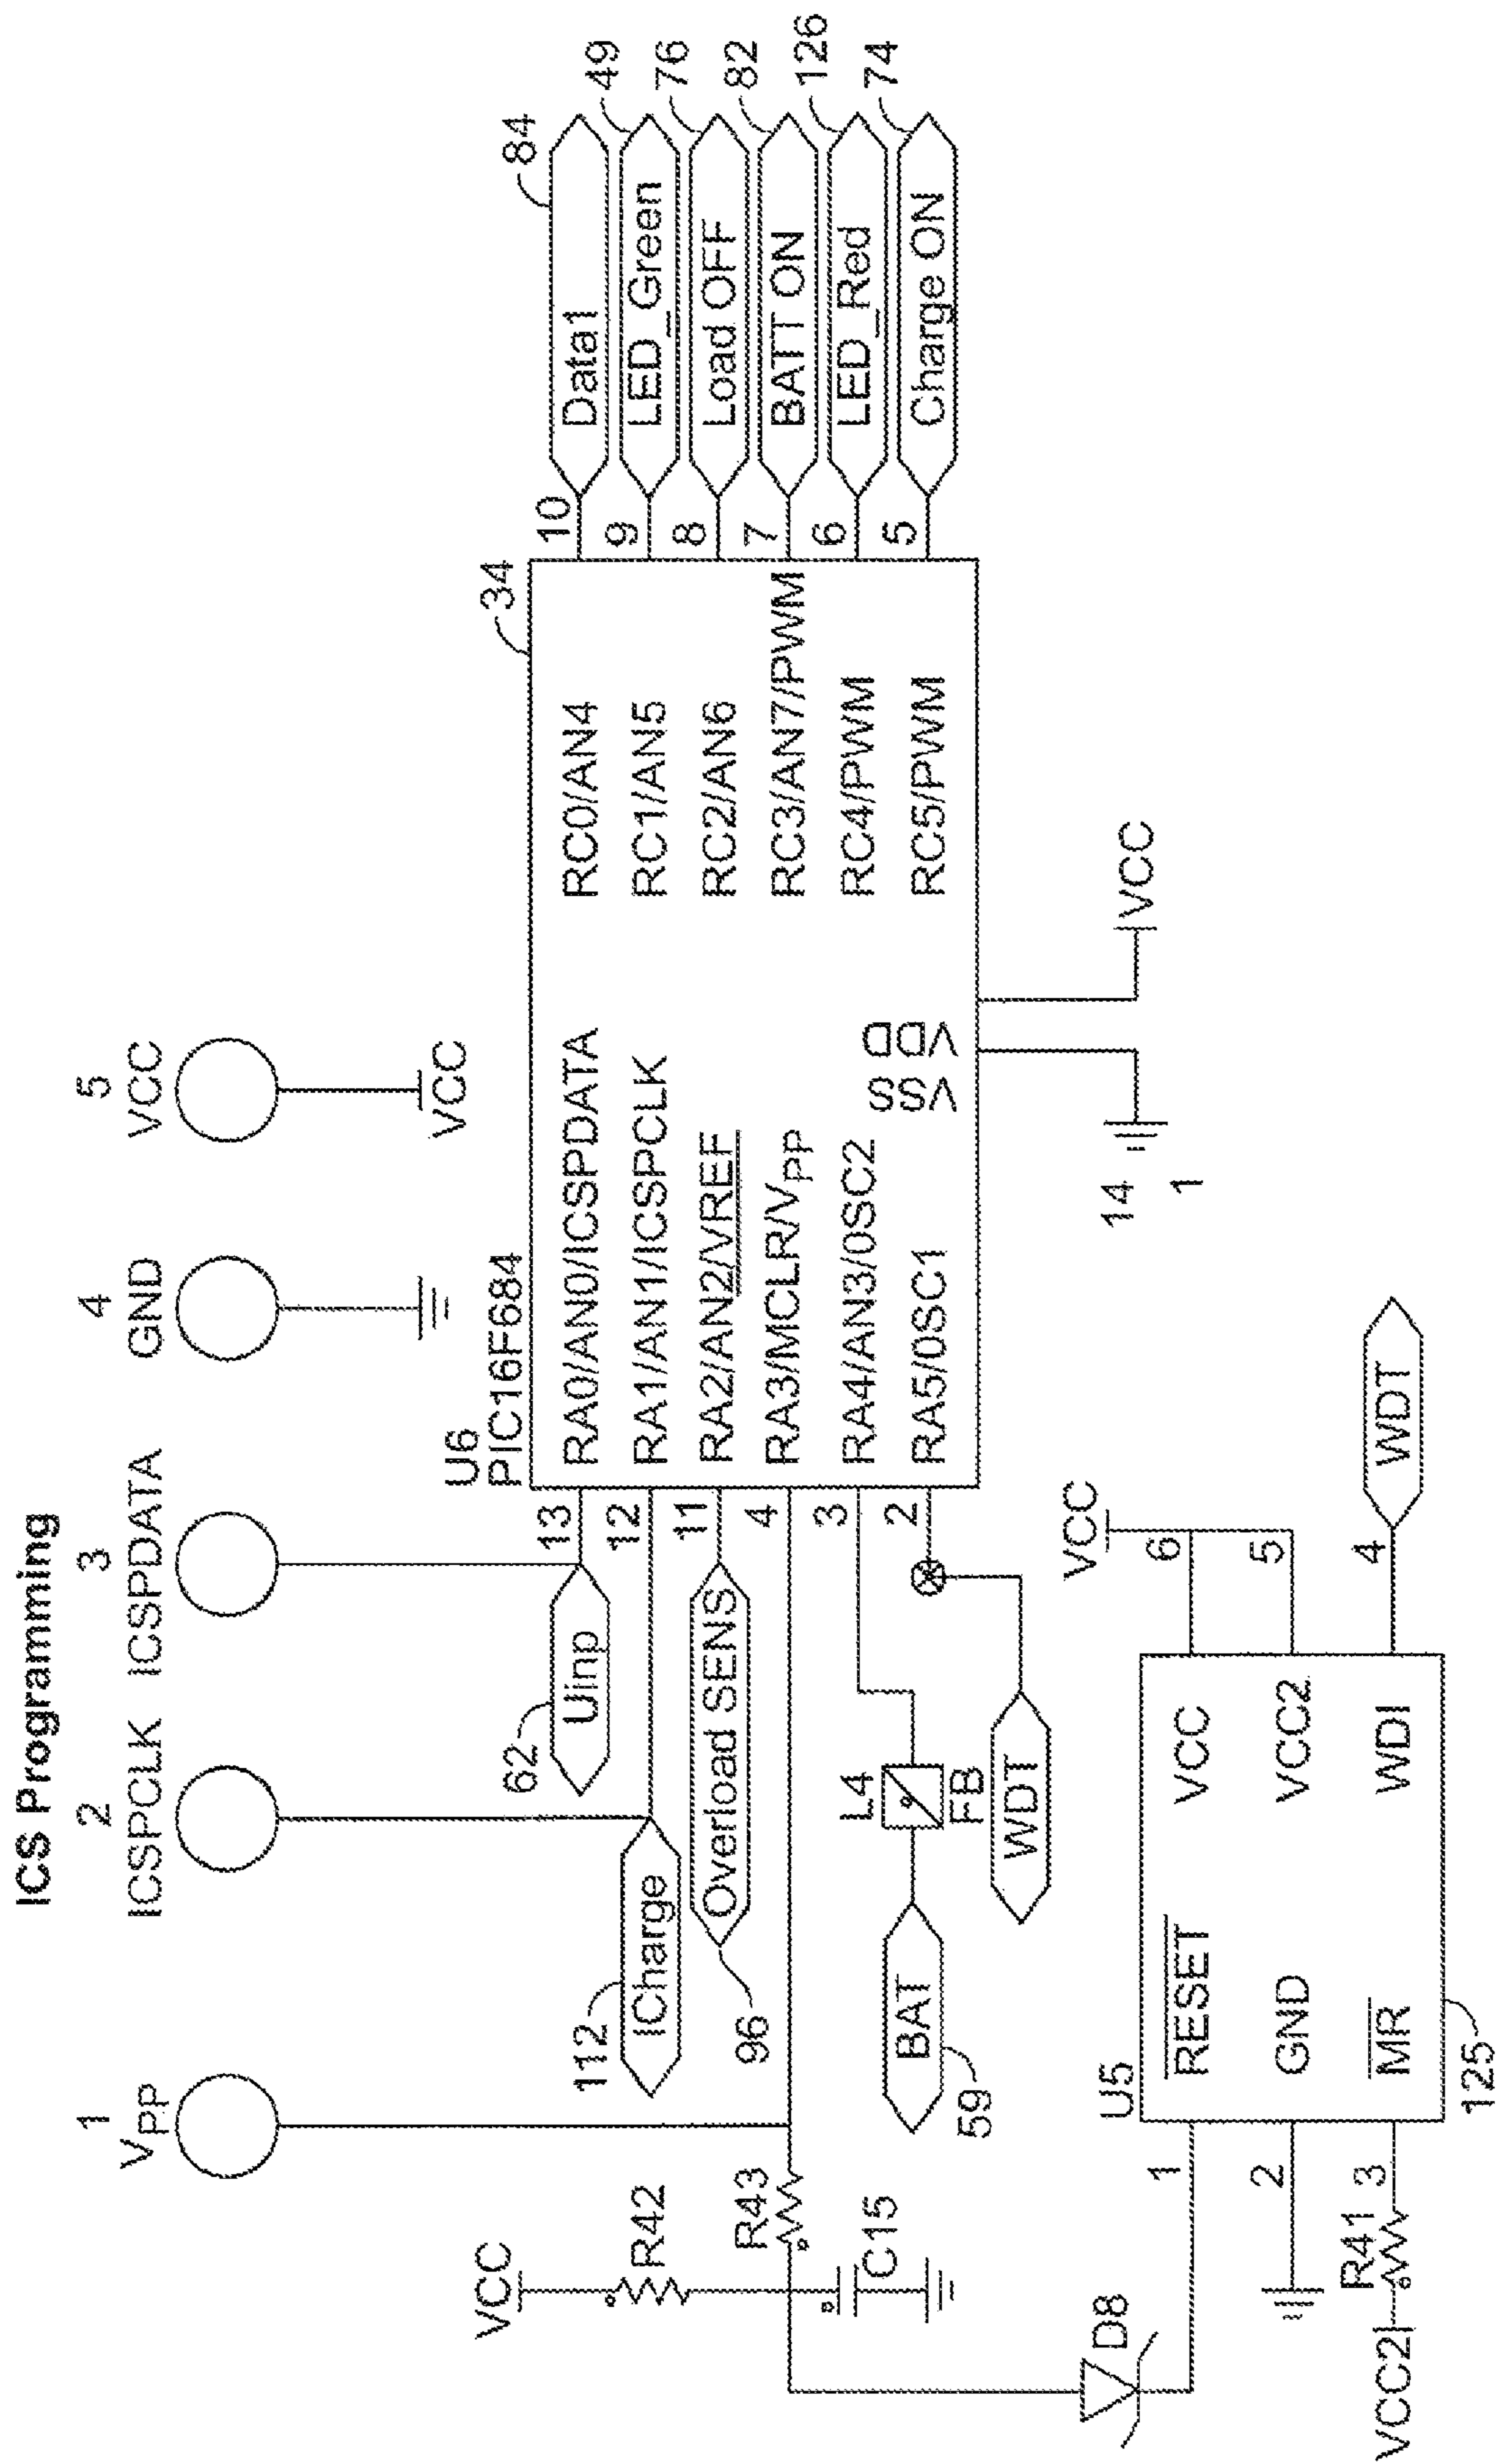 ICS Programming
1
VPP
2
ICSPCLK
3
ICSPDATA
4
GND
5
VCC
VCC
U6
PIC16F684
34
62
Uinp
112
ICharge
Overload SENS
96
13
12
11
4
3
2
RA0/AN0/ICSPDATA
RA1/AN1/ICSPCLK
RA2/AN2/VREF
RA3/MCLR/VPP
RA4/AN3/0SC2
RA5/0SC1
VSS
VDD
RC0/AN4
RC1/AN5
RC2/AN6
RC3/AN7/PWM
RC4/PWM
RC5/PWM
10
9
8
7
6
5
Data1
LED_Green
Load OFF
BATT ON
LED_Red
Charge ON
84
49
76
82
126
74
VCC
R42
R43
C15
BAT
59
L4
FB
WDT
14
1
VCC
D8
U5
1
2
3
RESET
GND
MR
VCC
VCC2
WDI
VCC
6
5
4
WDT
VCC2
R41
125